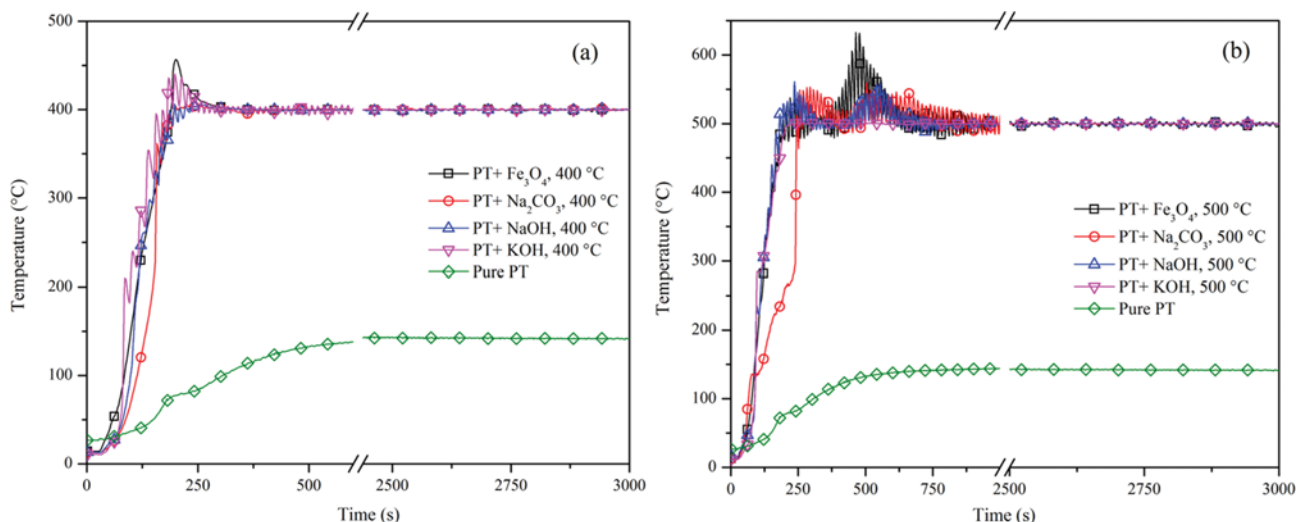 (a)
Temperature (°C)
500
400
300
200
100
0
PT+ Fe₃O₄, 400 °C
PT+ Na₂CO₃, 400 °C
PT+ NaOH, 400 °C
PT+ KOH, 400 °C
Pure PT
0 250 500 2500 2750 3000
Time (s)
(b)
Temperature (°C)
600
500
400
300
200
100
0
PT+ Fe₃O₄, 500 °C
PT+ Na₂CO₃, 500 °C
PT+ NaOH, 500 °C
PT+ KOH, 500 °C
Pure PT
0 250 500 750 2500 2750 3000
Time (s)